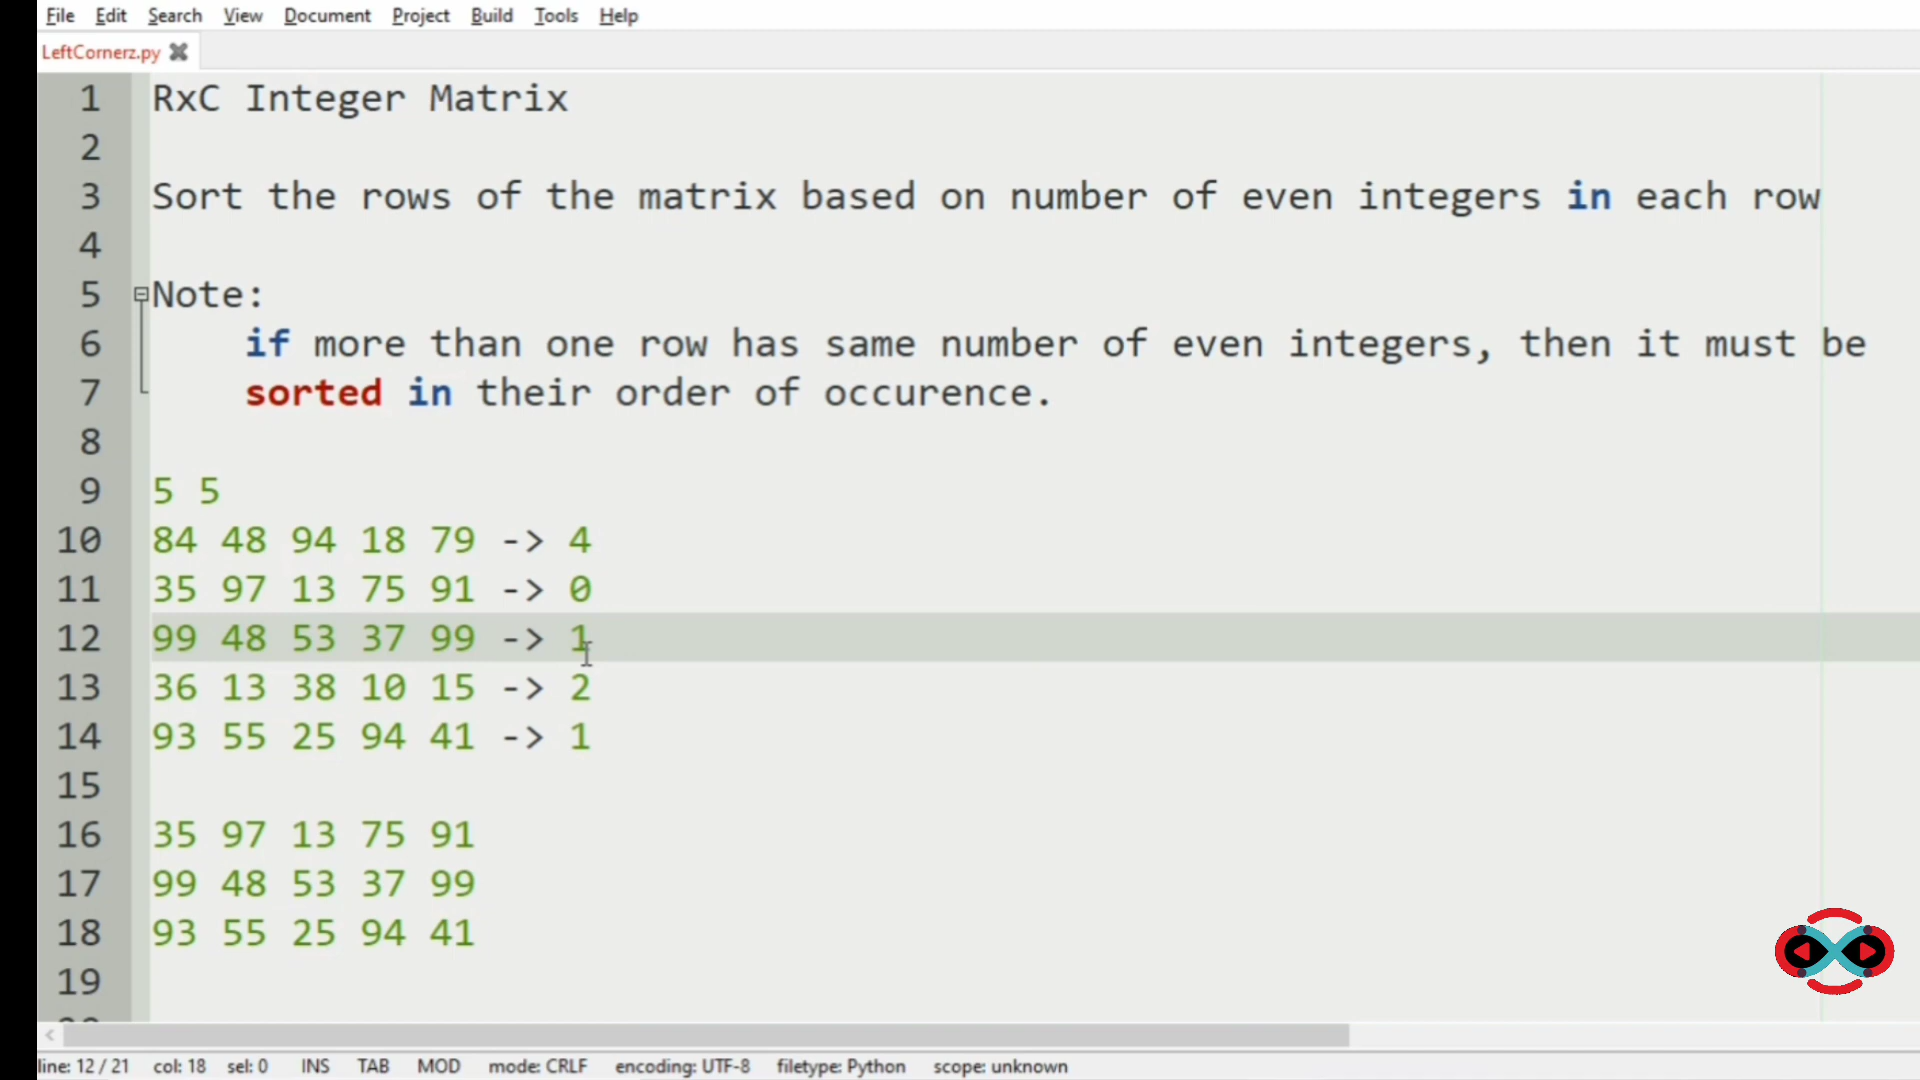 File Edit Search View Document Project Build Tools Help
LeftCornerz.py
1 RxC Integer Matrix
2
3 Sort the rows of the matrix based on number of even integers in each row
4
5 Note:
6 if more than one row has same number of even integers, then it must be
7 sorted in their order of occurence.
8
9 5 5
10 84 48 94 18 79 -> 4
11 35 97 13 75 91 -> 0
12 99 48 53 37 99 -> 1
13 36 13 38 10 15 -> 2
14 93 55 25 94 41 -> 1
15
16 35 97 13 75 91
17 99 48 53 37 99
18 93 55 25 94 41
19
line: 12 / 21 col: 18 sel: 0 INS TAB MOD mode: CRLF encoding: UTF-8 filetype: Python scope: unknown